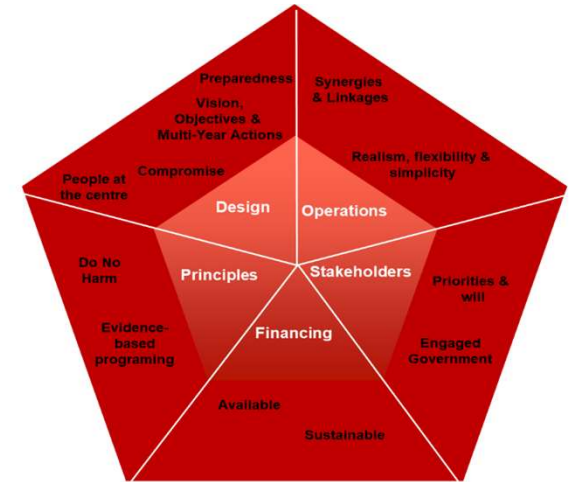 Preparedness
Vision,
Objectives &
Multi-Year Actions
Compromise
People at
the centre
Design
Synergies
& Linkages
Realism, flexibility &
simplicity
Operations
Principles
Do No
Harm
Evidence-
based
programing
Stakeholders
Priorities &
will
Engaged
Government
Financing
Available
Sustainable